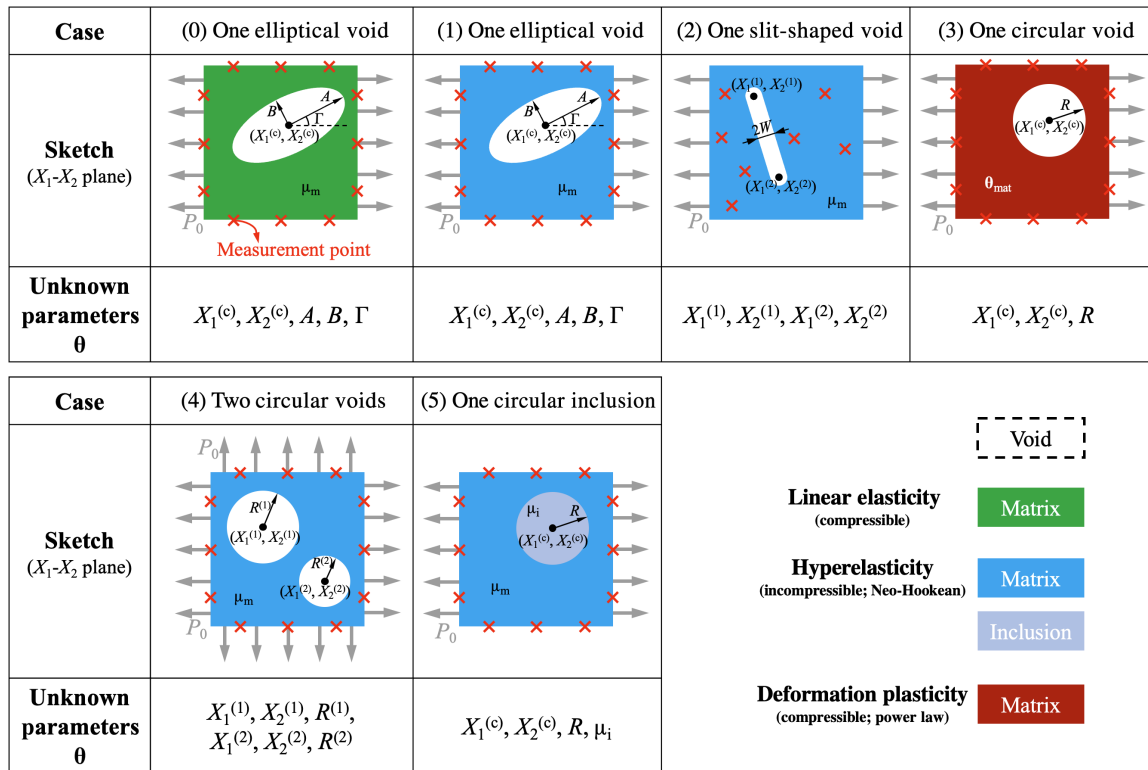 Case
(0) One elliptical void
(1) One elliptical void
(2) One slit-shaped void
(3) One circular void
Sketch
(X₁-X₂ plane)
B
A
Γ
(X₁⁽ᶜ⁾, X₂⁽ᶜ⁾)
μₘ
P₀
Measurement point
B
A
Γ
(X₁⁽ᶜ⁾, X₂⁽ᶜ⁾)
μₘ
(X₁⁽¹⁾, X₂⁽¹⁾)
2W
(X₁⁽²⁾, X₂⁽²⁾)
μₘ
P₀
R
(X₁⁽ᶜ⁾, X₂⁽ᶜ⁾)
θmat
P₀
Unknown
parameters
θ
X₁⁽ᶜ⁾, X₂⁽ᶜ⁾, A, B, Γ
X₁⁽ᶜ⁾, X₂⁽ᶜ⁾, A, B, Γ
X₁⁽¹⁾, X₂⁽¹⁾, X₁⁽²⁾, X₂⁽²⁾
X₁⁽ᶜ⁾, X₂⁽ᶜ⁾, R
Case
(4) Two circular voids
(5) One circular inclusion
Sketch
(X₁-X₂ plane)
P₀
R⁽¹⁾
(X₁⁽¹⁾, X₂⁽¹⁾)
R⁽²⁾
(X₁⁽²⁾, X₂⁽²⁾)
μₘ
P₀
μᵢ
R
(X₁⁽ᶜ⁾, X₂⁽ᶜ⁾)
μₘ
P₀
Unknown
parameters
θ
X₁⁽¹⁾, X₂⁽¹⁾, R⁽¹⁾,
X₁⁽²⁾, X₂⁽²⁾, R⁽²⁾
X₁⁽ᶜ⁾, X₂⁽ᶜ⁾, R, μᵢ
Void
Linear elasticity
(compressible)
Matrix
Hyperelasticity
(incompressible; Neo-Hookean)
Matrix
Inclusion
Deformation plasticity
(compressible; power law)
Matrix